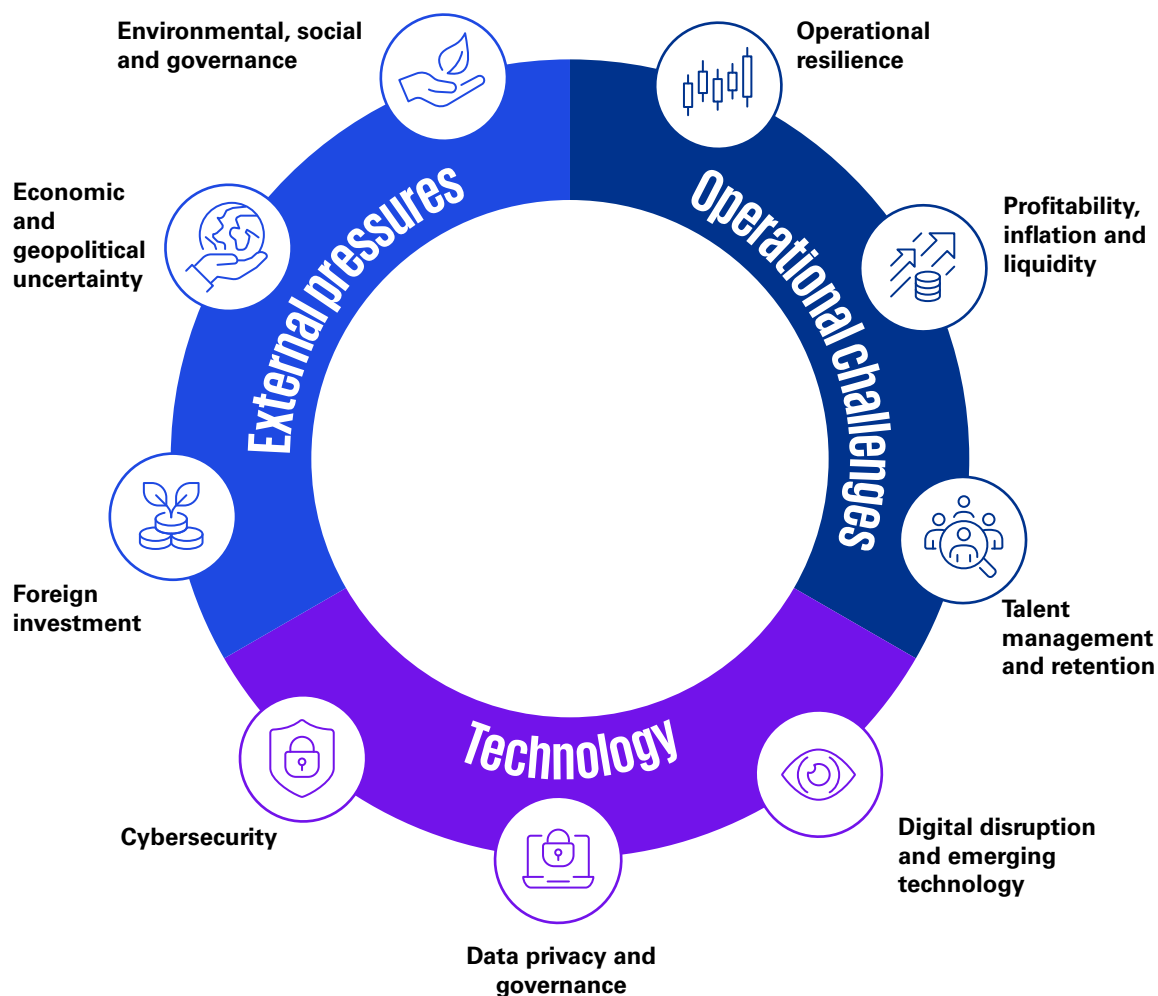 Environmental, social
and governance
Operational
resilience
Economic
and
geopolitical
uncertainty
Profitability,
inflation and
liquidity
External pressures
Operational challenges
Foreign
investment
Talent
management
and retention
Technology
Cybersecurity
Digital disruption
and emerging
technology
Data privacy and
governance